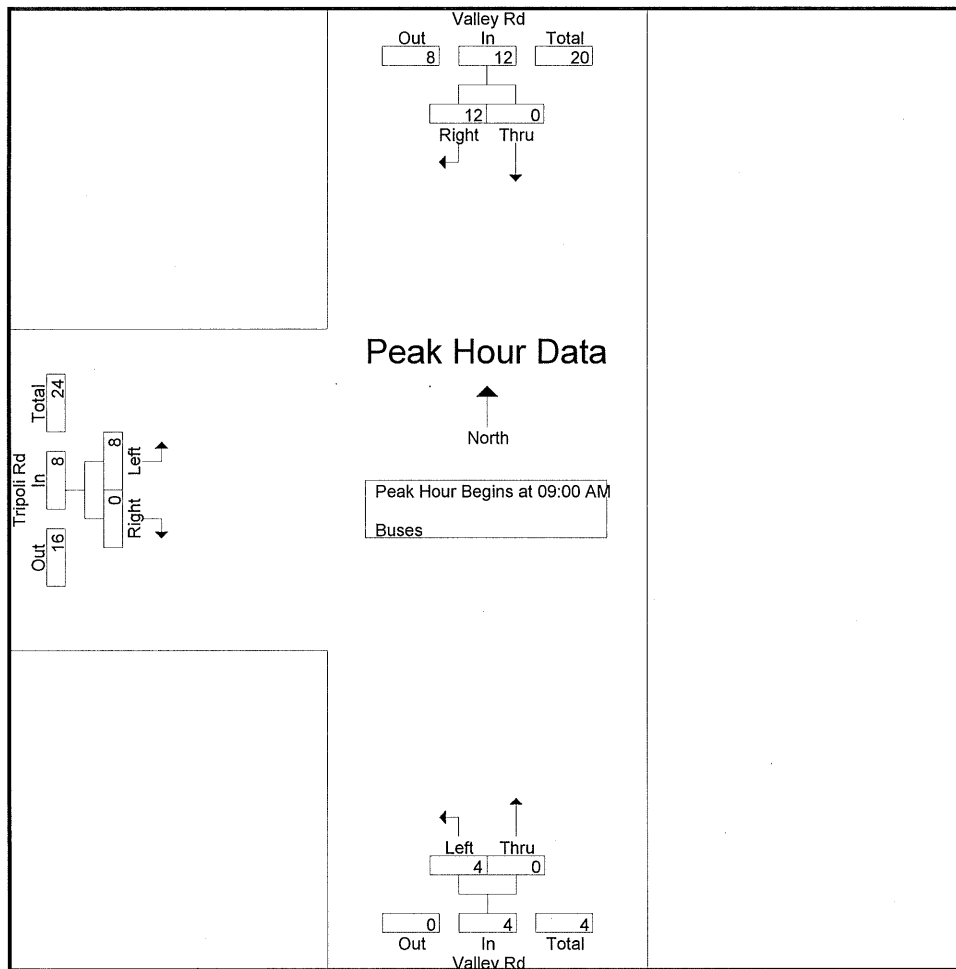 Valley Rd
Out In Total
8 12 20
12 0
Right Thru
Peak Hour Data
North
Peak Hour Begins at 09:00 AM
Buses
Tripoli Rd
Out In Total
16 8 24
Right Left
0 8
Left Thru
4 0
0 4 4
Out In Total
Valley Rd